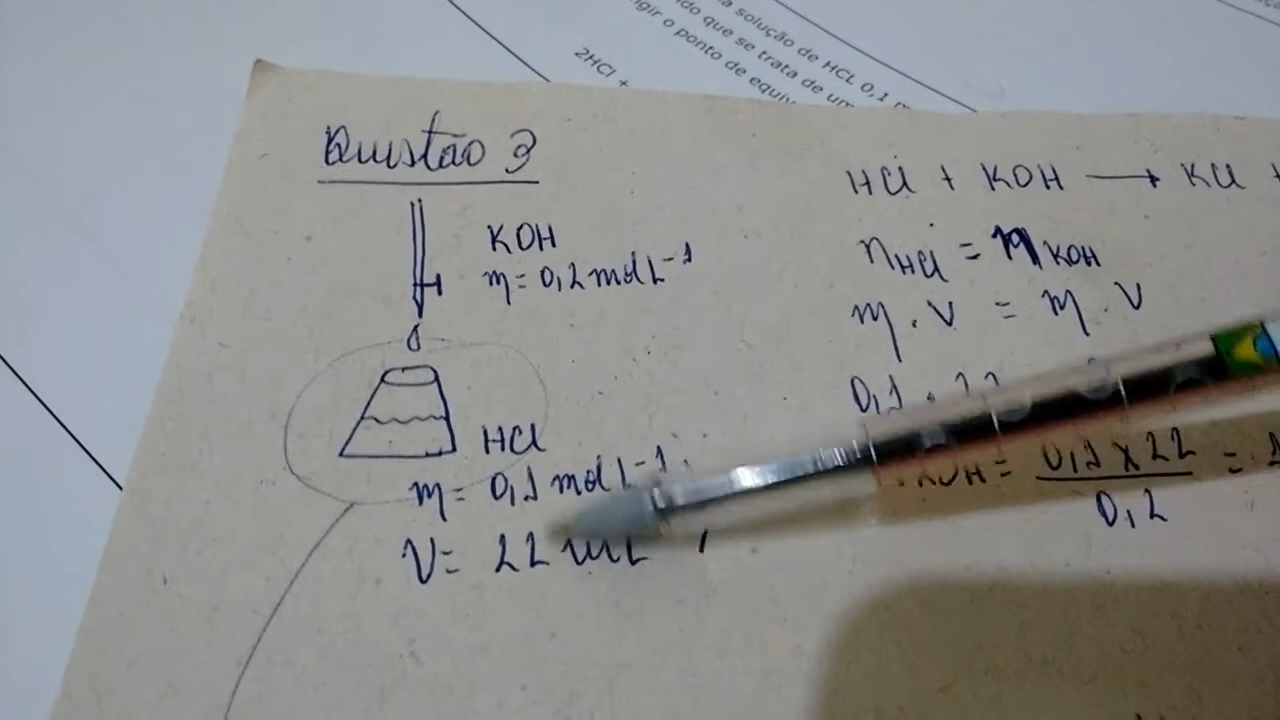 a solução de HCL 0,1
do que se trata de um
gir o ponto de equiv
2HCl +
Questão 3
KOH
m = 0,2 mol L⁻¹
HCl
m = 0,1 mol L⁻¹
V = 22 mL
HCl + KOH → KCl +
nHCl = nKOH
m . V = m . V
0,1 . 22
KOH = 0,1 x 22 / 0,2 =